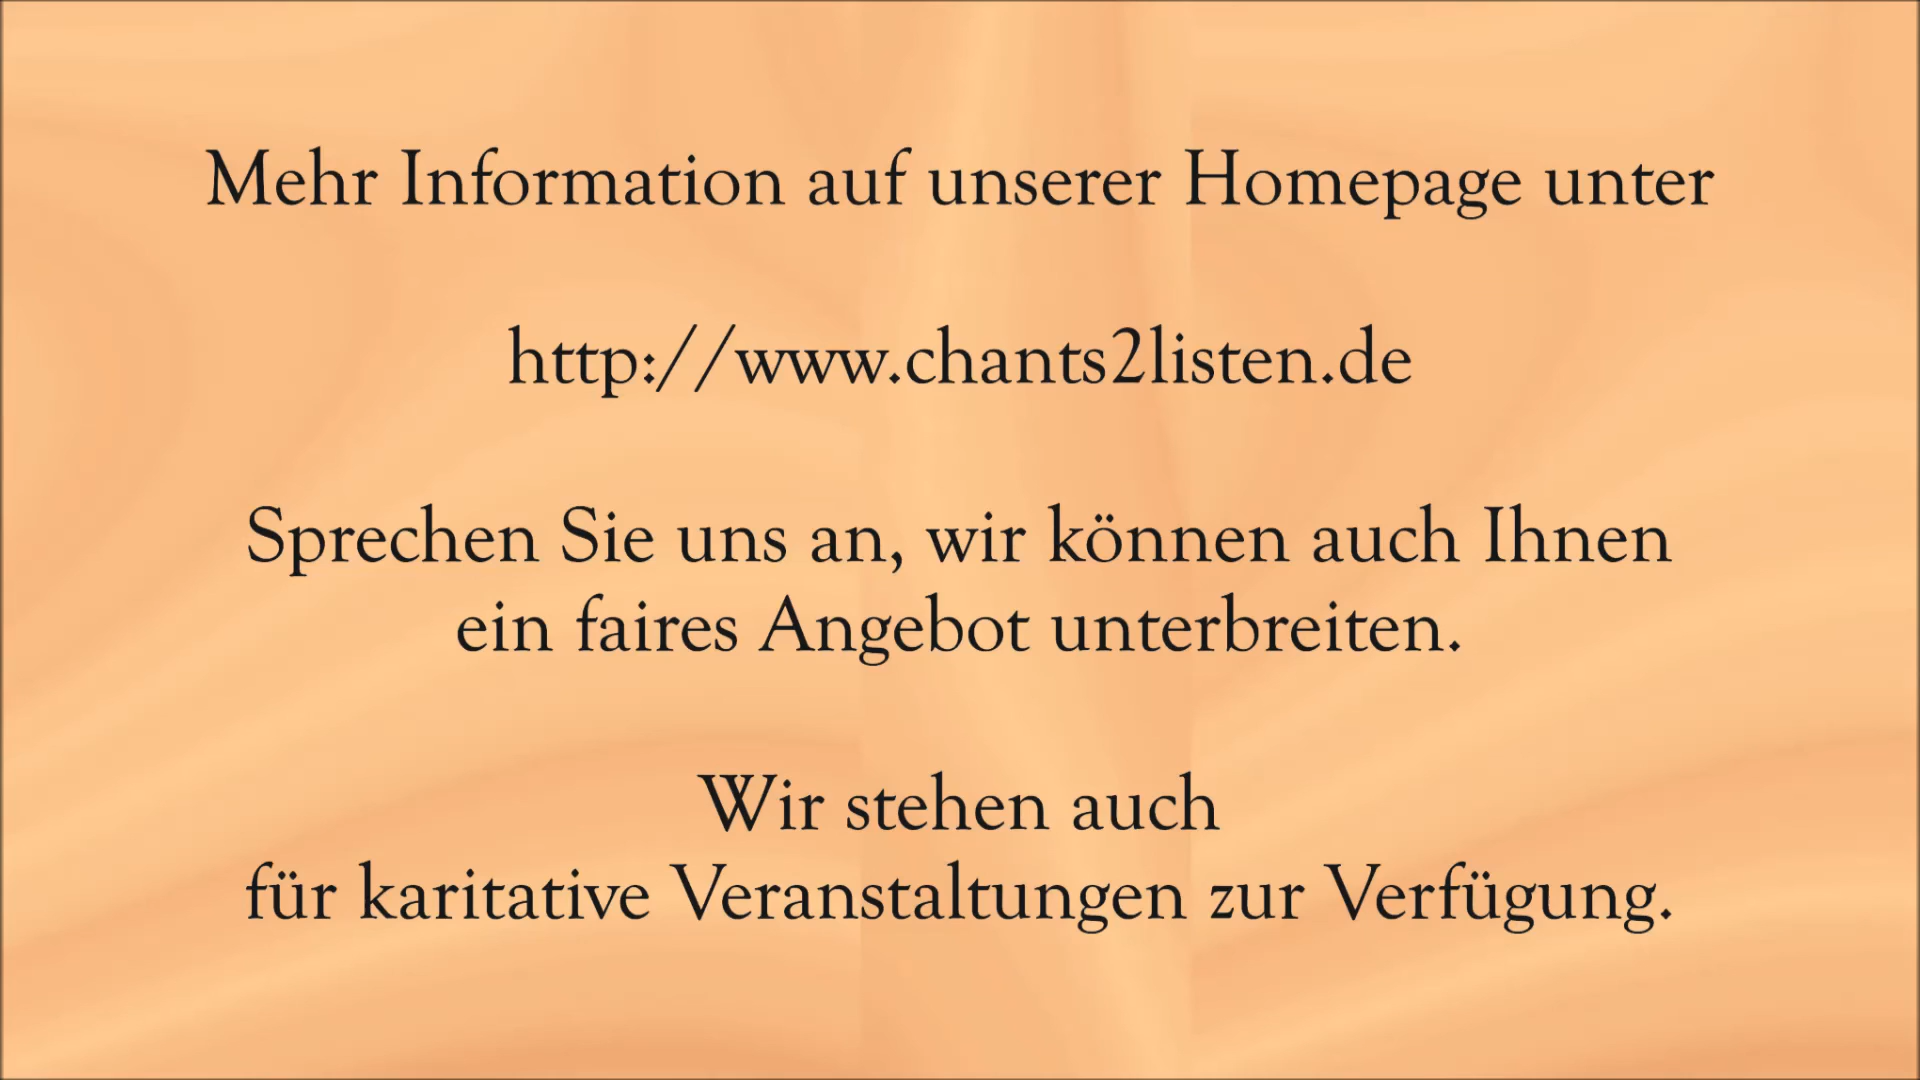 Mehr Information auf unserer Homepage unter
http://www.chants2listen.de
Sprechen Sie uns an, wir können auch Ihnen
ein faires Angebot unterbreiten.
Wir stehen auch
für karitative Veranstaltungen zur Verfügung.